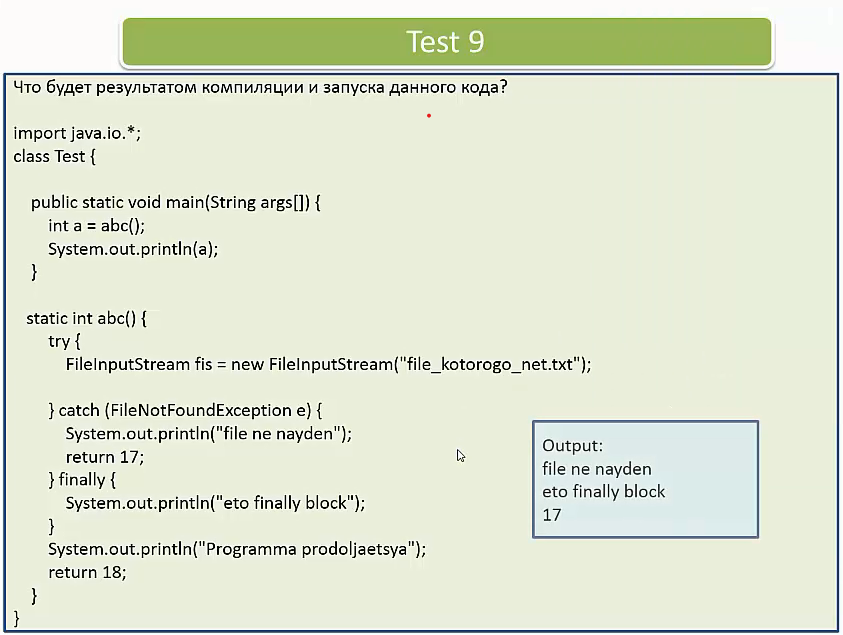 Test 9
Что будет результатом компиляции и запуска данного кода?
import java.io.*;
class Test {
public static void main(String args[]) {
int a = abc();
System.out.println(a);
}
static int abc() {
try {
FileInputStream fis = new FileInputStream("file_kotorogo_net.txt");
} catch (FileNotFoundException e) {
System.out.println("file ne nayden");
return 17;
} finally {
System.out.println("eto finally block");
}
System.out.println("Programma prodoljaetsya");
return 18;
}
}
Output:
file ne nayden
eto finally block
17